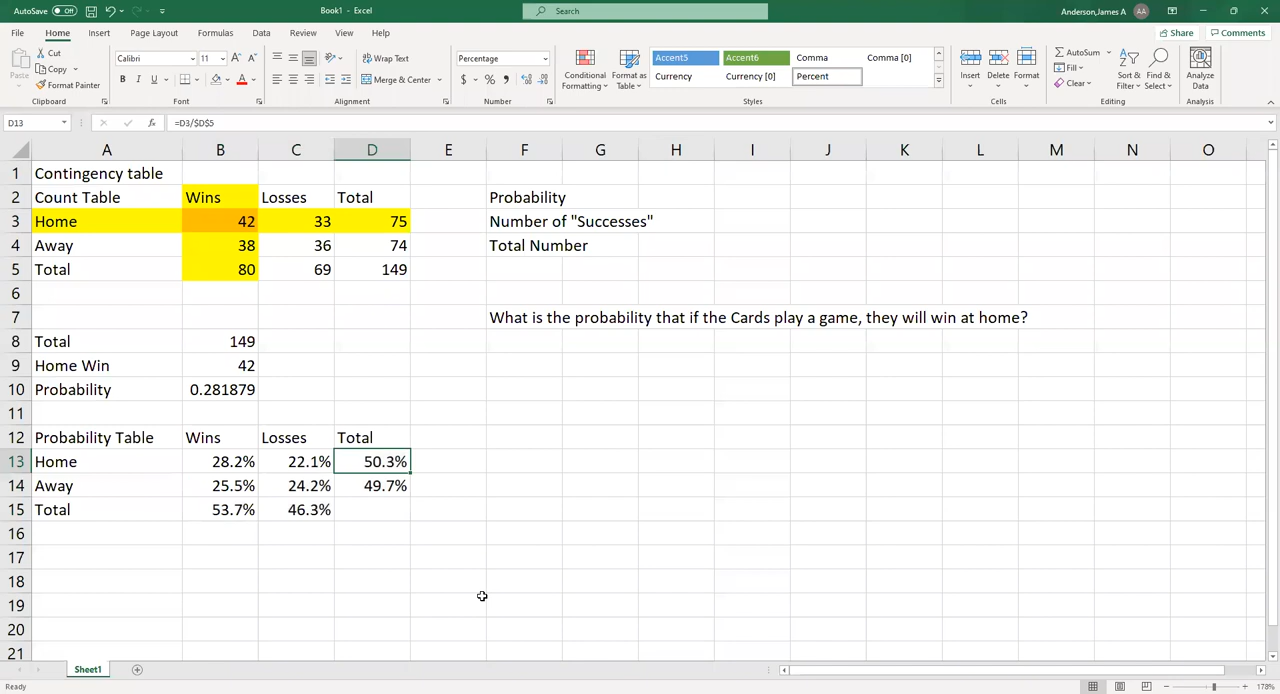 AutoSave Off Book1 - Excel Search Anderson,James A AA
File Home Insert Page Layout Formulas Data Review View Help Share Comments
Paste Cut Copy Format Painter Clipboard
Calibri 11 B I U A A Font
Wrap Text Merge & Center Alignment
Percentage $ % Number
Conditional Formatting Format as Table
Accent5 Accent6 Comma Comma [0]
Currency Currency [0] Percent Styles
Insert Delete Format Cells
AutoSum Fill Clear Sort & Filter Find & Select Editing
Analyze Data Analysis
D13 fx =D3/$D$5
A B C D E F G H I J K L M N O
1 Contingency table
2 Count Table Wins Losses Total Probability
3 Home 42 33 75 Number of "Successes"
4 Away 38 36 74 Total Number
5 Total 80 69 149
6
7 What is the probability that if the Cards play a game, they will win at home?
8 Total 149
9 Home Win 42
10 Probability 0.281879
11
12 Probability Table Wins Losses Total
13 Home 28.2% 22.1% 50.3%
14 Away 25.5% 24.2% 49.7%
15 Total 53.7% 46.3%
16
17
18
19
20
21
Sheet1
Ready 178%